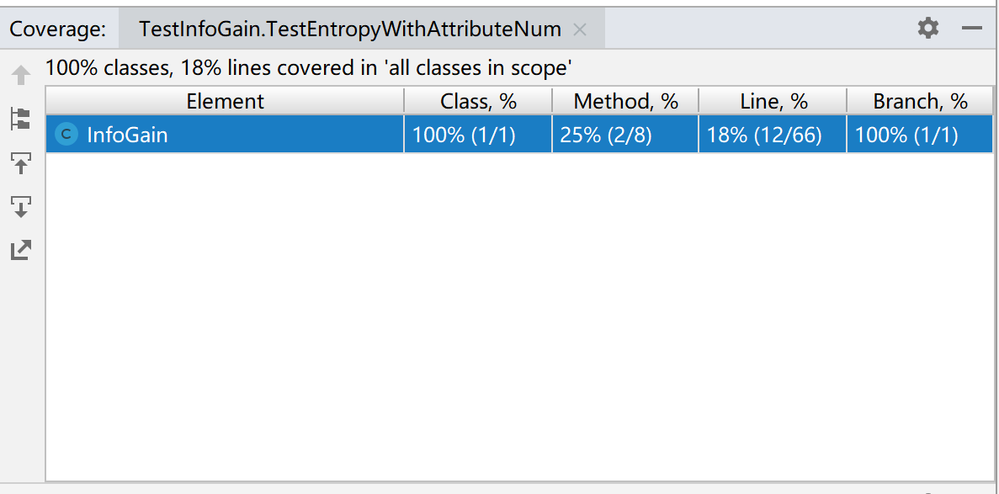 Coverage: TestInfoGain.TestEntropyWithAttributeNum
100% classes, 18% lines covered in 'all classes in scope'
Element Class, % Method, % Line, % Branch, %
C InfoGain 100% (1/1) 25% (2/8) 18% (12/66) 100% (1/1)